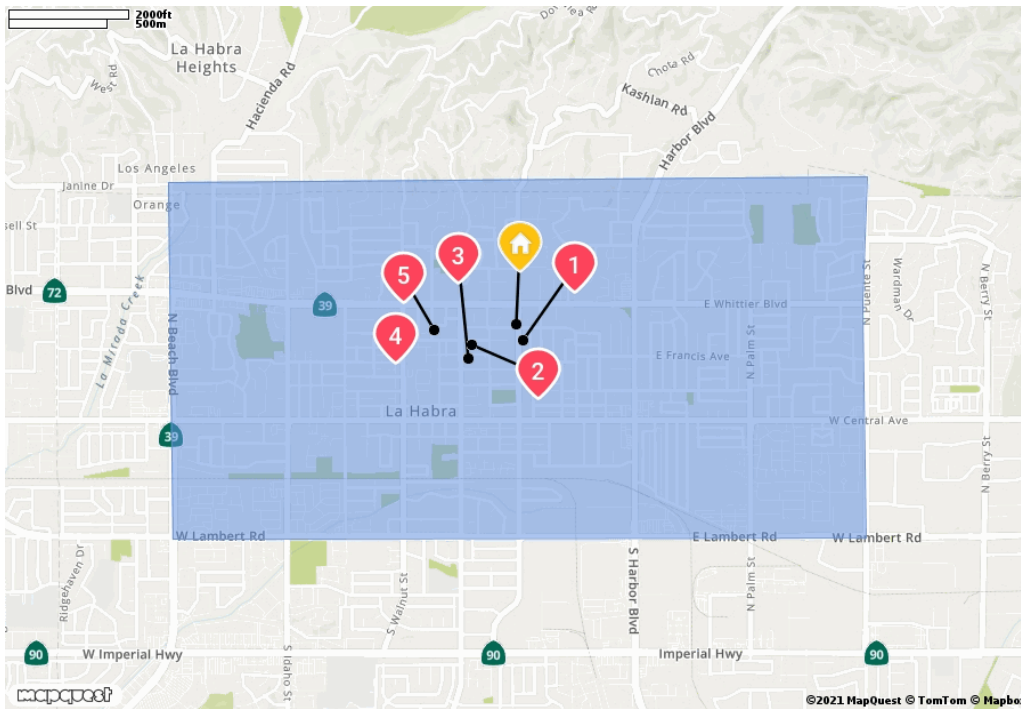 2000ft
500m
La Habra
Heights
West Rd
Hacienda Rd
Chota Rd
Kashlan Rd
Harbor Blvd
Los Angeles
Janine Dr
Orange
sell St
Blvd
72
La Mirada Creek
N Beach Blvd
39
5
3
1
4
2
E Whittier Blvd
E Francis Ave
N Palm St
N Puente St
Wardman Dr
N Berry St
La Habra
W Central Ave
39
N Berry St
W Lambert Rd
E Lambert Rd
W Lambert Rd
Ridgehaven Dr
S Walnut St
S Harbor Blvd
N Palm St
S Idaho St
90
W Imperial Hwy
90
Imperial Hwy
90
mapquest
©2021 MapQuest © TomTom © Mapbo